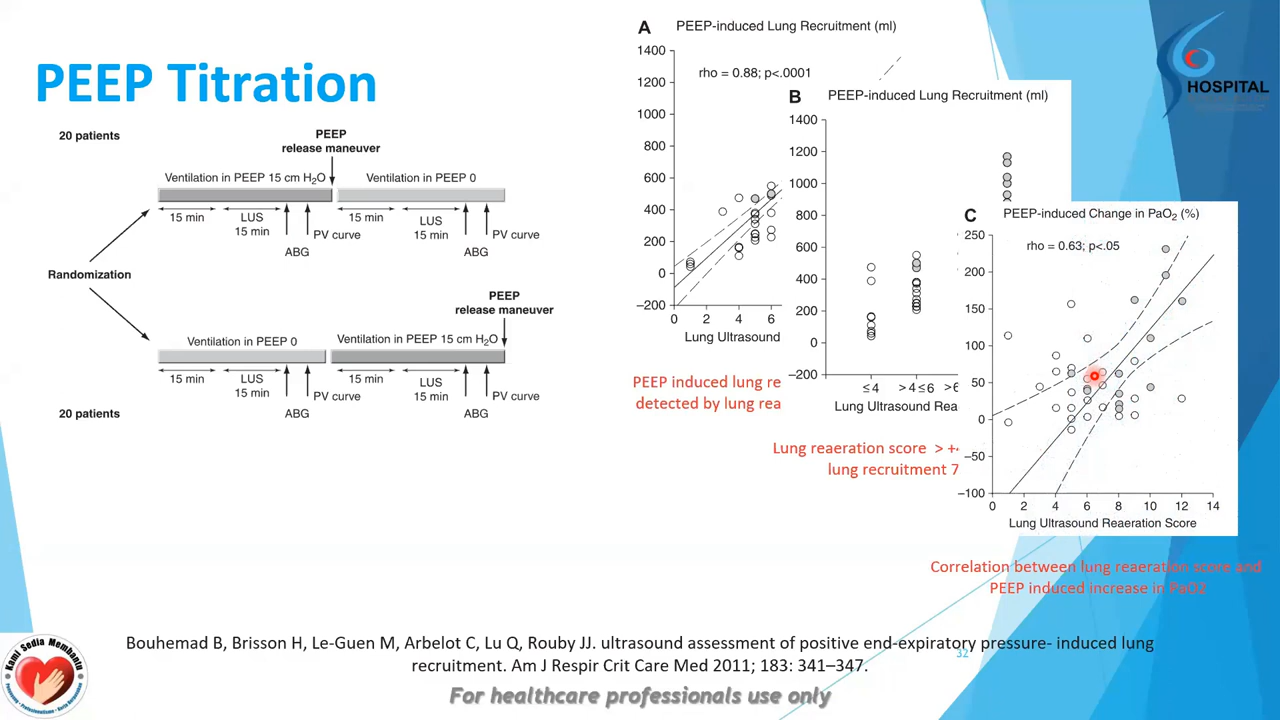 PEEP Titration
20 patients
PEEP
release maneuver
Ventilation in PEEP 15 cm H₂O
Ventilation in PEEP 0
15 min
LUS
15 min
ABG
PV curve
15 min
LUS
15 min
ABG
PV curve
Randomization
PEEP
release maneuver
Ventilation in PEEP 0
Ventilation in PEEP 15 cm H₂O
15 min
LUS
15 min
ABG
PV curve
15 min
LUS
15 min
ABG
PV curve
20 patients
A PEEP-induced Lung Recruitment (ml)
rho = 0.88; p<.0001
1400
1200
1000
800
600
400
200
0
−200
0 2 4 6
Lung Ultrasound
PEEP induced lung re
detected by lung rea
B PEEP-induced Lung Recruitment (ml)
1400
1200
1000
800
600
400
200
0
−200
≤4 >4≤6 >6
Lung Ultrasound Rea
Lung reaeration score > +
lung recruitment 7
C PEEP-induced Change in PaO₂ (%)
rho = 0.63; p<.05
250
200
150
100
50
0
−50
−100
0 2 4 6 8 10 12 14
Lung Ultrasound Reaeration Score
Correlation between lung reaeration score and
PEEP induced increase in PaO2
HOSPITAL
Bouhemad B, Brisson H, Le-Guen M, Arbelot C, Lu Q, Rouby JJ. ultrasound assessment of positive end-expiratory pressure- induced lung
recruitment. Am J Respir Crit Care Med 2011; 183: 341–347.
32
For healthcare professionals use only
Kami Sedia Membantu